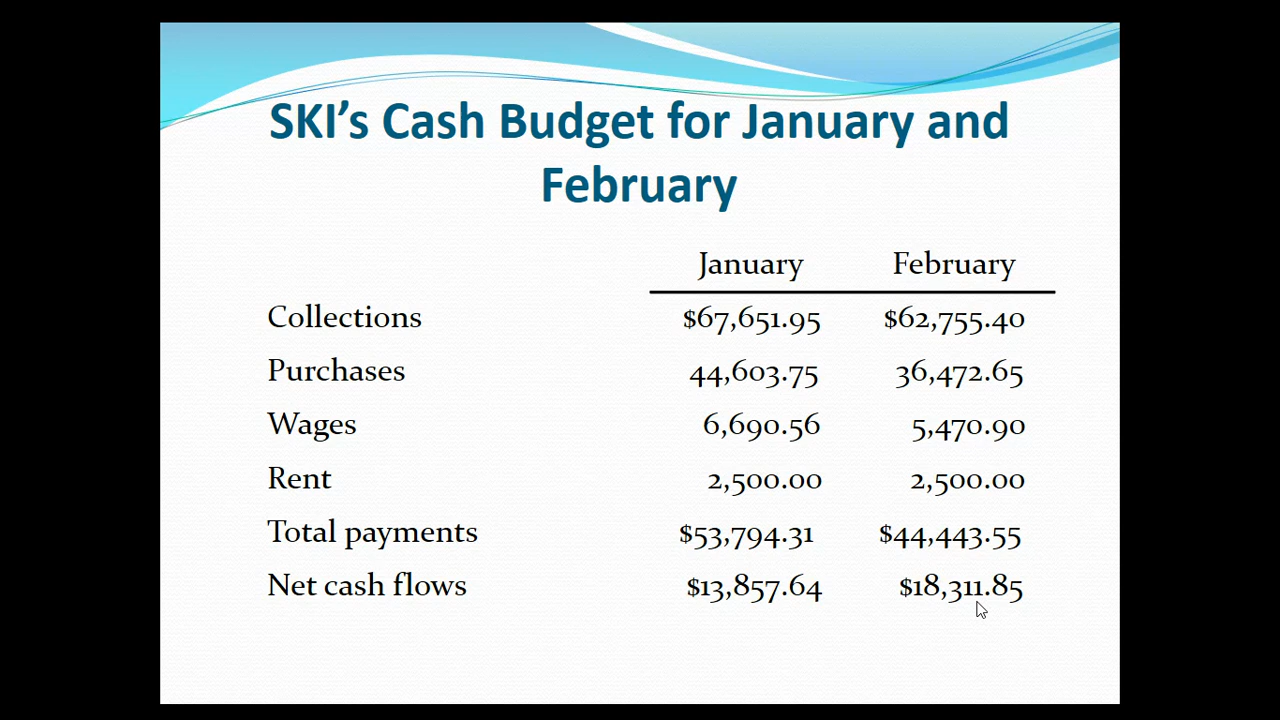 SKI’s Cash Budget for January and
February
January February
Collections $67,651.95 $62,755.40
Purchases 44,603.75 36,472.65
Wages 6,690.56 5,470.90
Rent 2,500.00 2,500.00
Total payments $53,794.31 $44,443.55
Net cash flows $13,857.64 $18,311.85